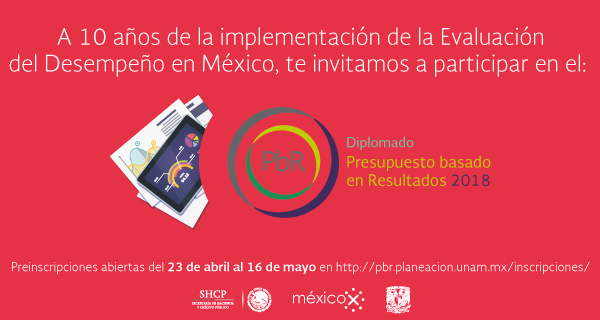 A 10 años de la implementación de la Evaluación
del Desempeño en México, te invitamos a participar en el:
PbR
Diplomado
Presupuesto basado
en Resultados 2018
Preinscripciones abiertas del 23 de abril al 16 de mayo en http://pbr.planeacion.unam.mx/inscripciones/
SHCP
SECRETARÍA DE HACIENDA
Y CRÉDITO PÚBLICO
méxicoX